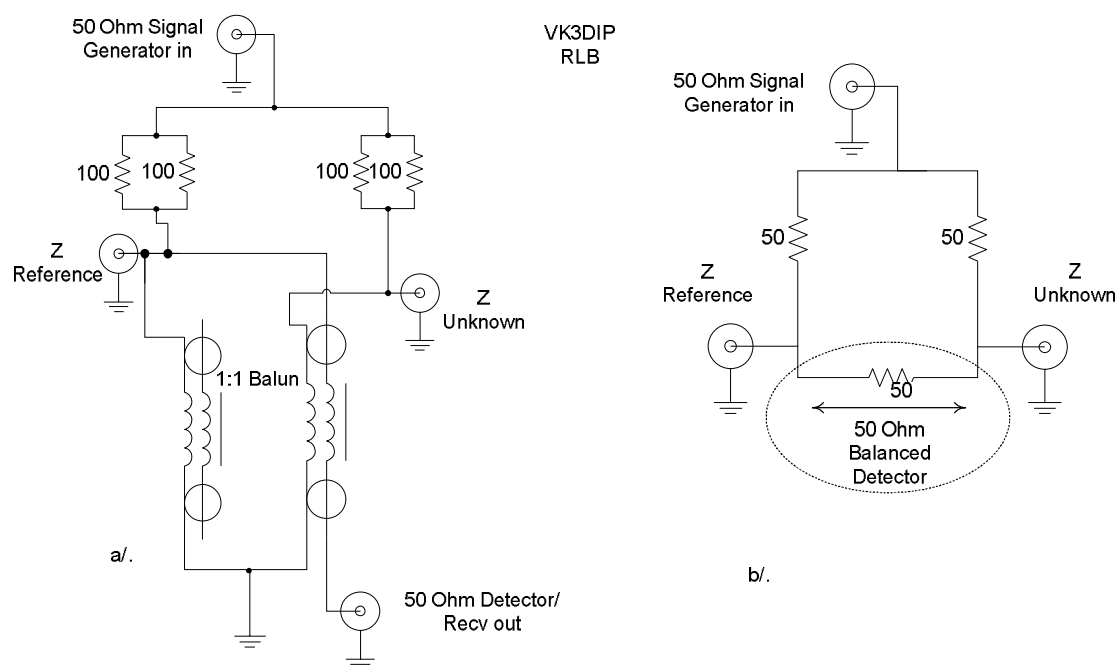 50 Ohm Signal
Generator in
VK3DIP
RLB
100
100
100
100
Z
Reference
Z
Unknown
1:1 Balun
a/.
50 Ohm Detector/
Recv out
50 Ohm Signal
Generator in
50
50
Z
Reference
Z
Unknown
50
50 Ohm
Balanced
Detector
b/.